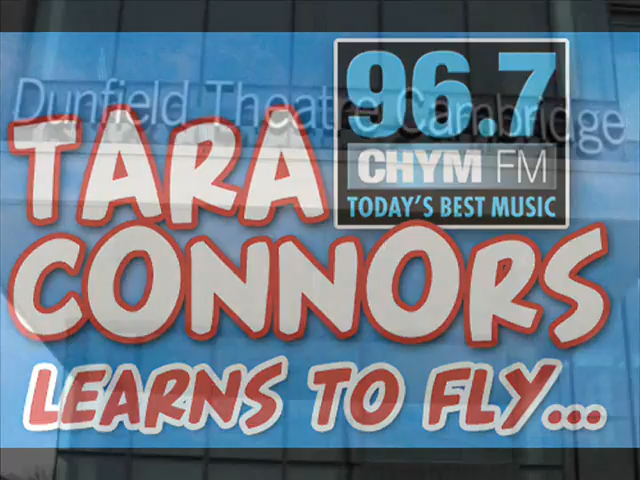 Dunfield Theatre Cambridge
96.7
CHYM FM
TODAY'S BEST MUSIC
TARA
CONNORS
LEARNS TO FLY...